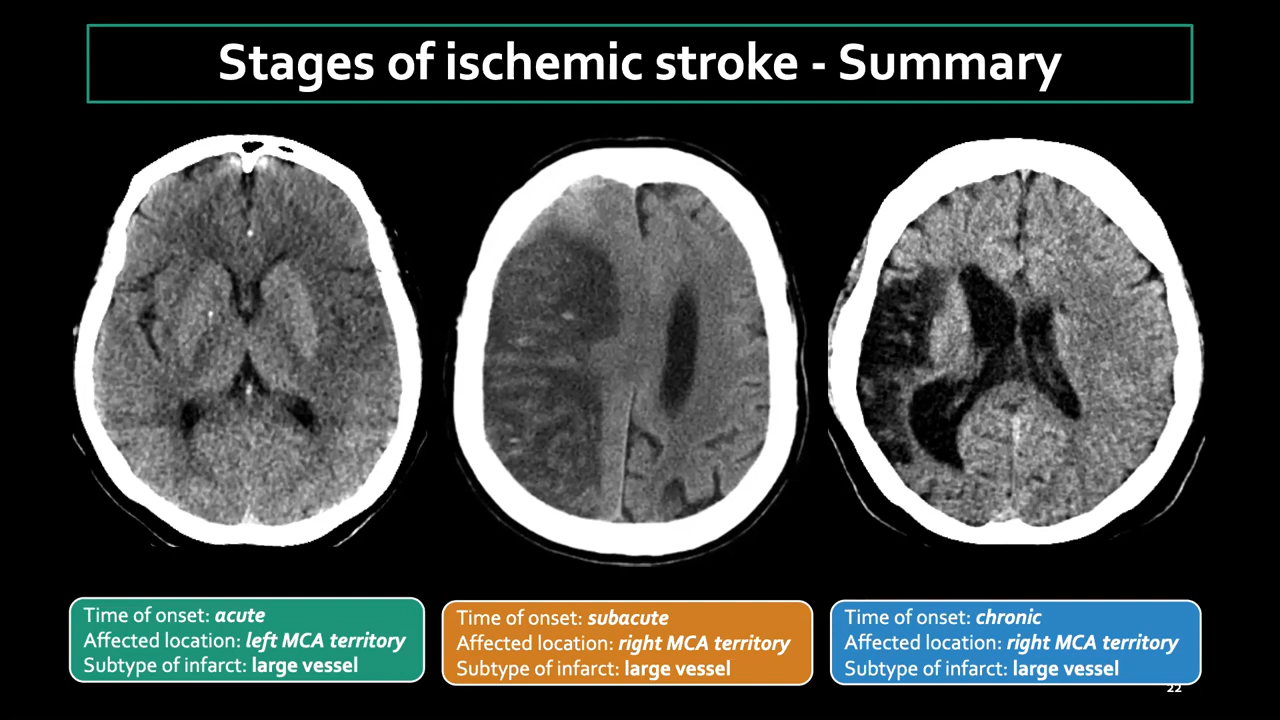 Stages of ischemic stroke - Summary
Time of onset: acute
Affected location: left MCA territory
Subtype of infarct: large vessel
Time of onset: subacute
Affected location: right MCA territory
Subtype of infarct: large vessel
Time of onset: chronic
Affected location: right MCA territory
Subtype of infarct: large vessel
22